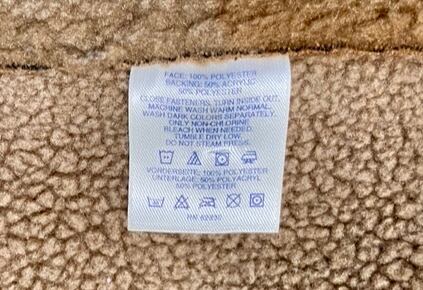 FACE: 100% POLYESTER
BACKING: 50% ACRYLIC
50% POLYESTER
CLOSE FASTENERS, TURN INSIDE OUT,
MACHINE WASH WARM NORMAL,
WASH DARK COLORS SEPARATELY,
ONLY NON-CHLORINE
BLEACH WHEN NEEDED.
TUMBLE DRY LOW.
DO NOT STEAM PRESS.
VORDERSEITE: 100% POLYESTER
UNTERLAGE: 50% POLYACRYL
50% POLYESTER
RN